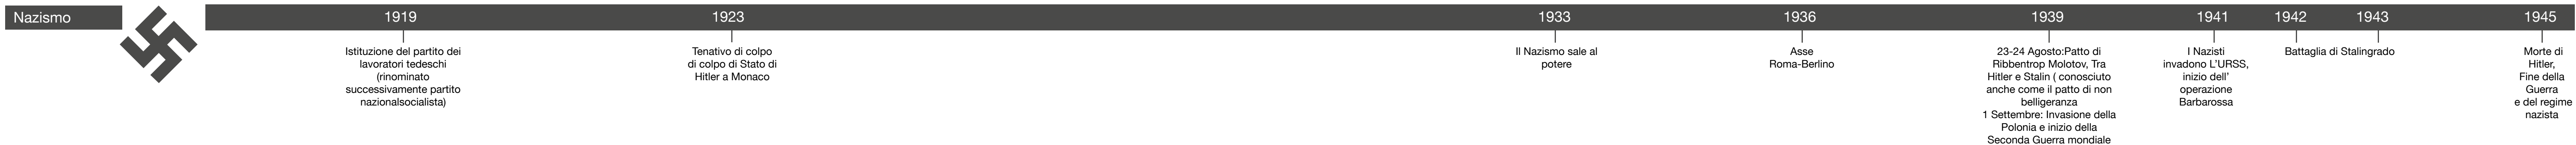 Nazismo
1919
1923
1933
1936
1939
1941
1942
1943
1945
Istituzione del partito dei
lavoratori tedeschi
(rinominato
successivamente partito
nazionalsocialista)
Tenativo di colpo
di colpo di Stato di
Hitler a Monaco
Il Nazismo sale al
potere
Asse
Roma-Berlino
23-24 Agosto:Patto di
Ribbentrop Molotov, Tra
Hitler e Stalin ( conosciuto
anche come il patto di non
belligeranza
1 Settembre: Invasione della
Polonia e inizio della
Seconda Guerra mondiale
I Nazisti
invadono L'URSS,
inizio dell'
operazione
Barbarossa
Battaglia di Stalingrado
Morte di
Hitler,
Fine della
Guerra
e del regime
nazista